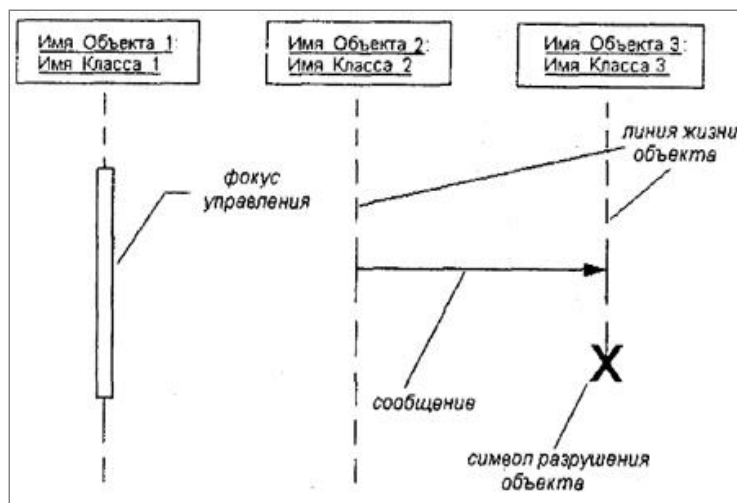 Имя Объекта 1:
Имя Класса 1
Имя Объекта 2:
Имя Класса 2
Имя Объекта 3:
Имя Класса 3
линия жизни
объекта
фокус
управления
сообщение
символ разрушения
объекта